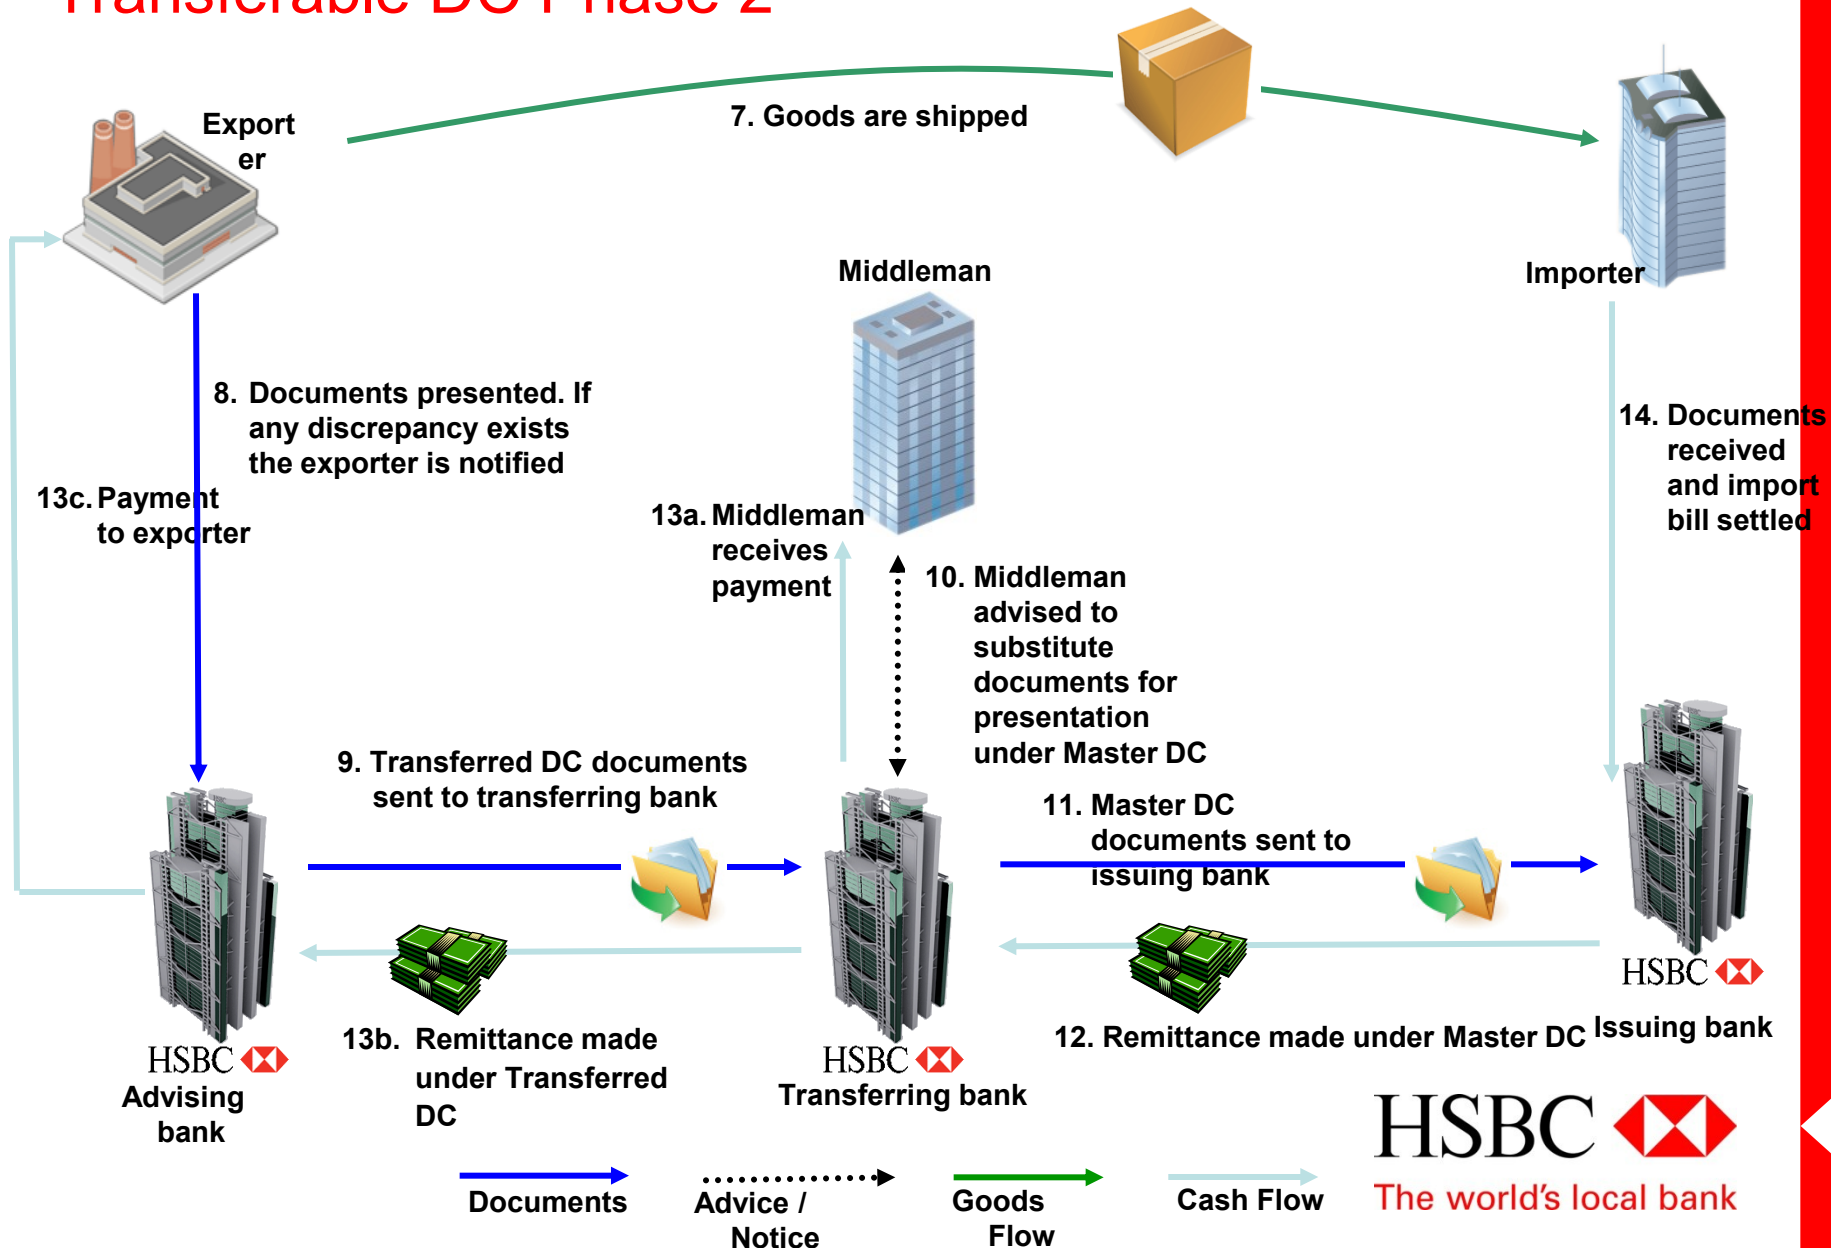 Transferable DC Phase 2
Export
er
7. Goods are shipped
Middleman
Importer
8. Documents presented. If
any discrepancy exists
the exporter is notified
14. Documents
received
and import
bill settled
13c. Payment
to exporter
13a. Middleman
receives
payment
10. Middleman
advised to
substitute
documents for
presentation
under Master DC
9. Transferred DC documents
sent to transferring bank
11. Master DC
documents sent to
issuing bank
HSBC
Issuing bank
12. Remittance made under Master DC
13b. Remittance made
under Transferred
DC
HSBC
Advising
bank
HSBC
Transferring bank
HSBC
The world's local bank
Documents
Advice /
Notice
Goods
Flow
Cash Flow